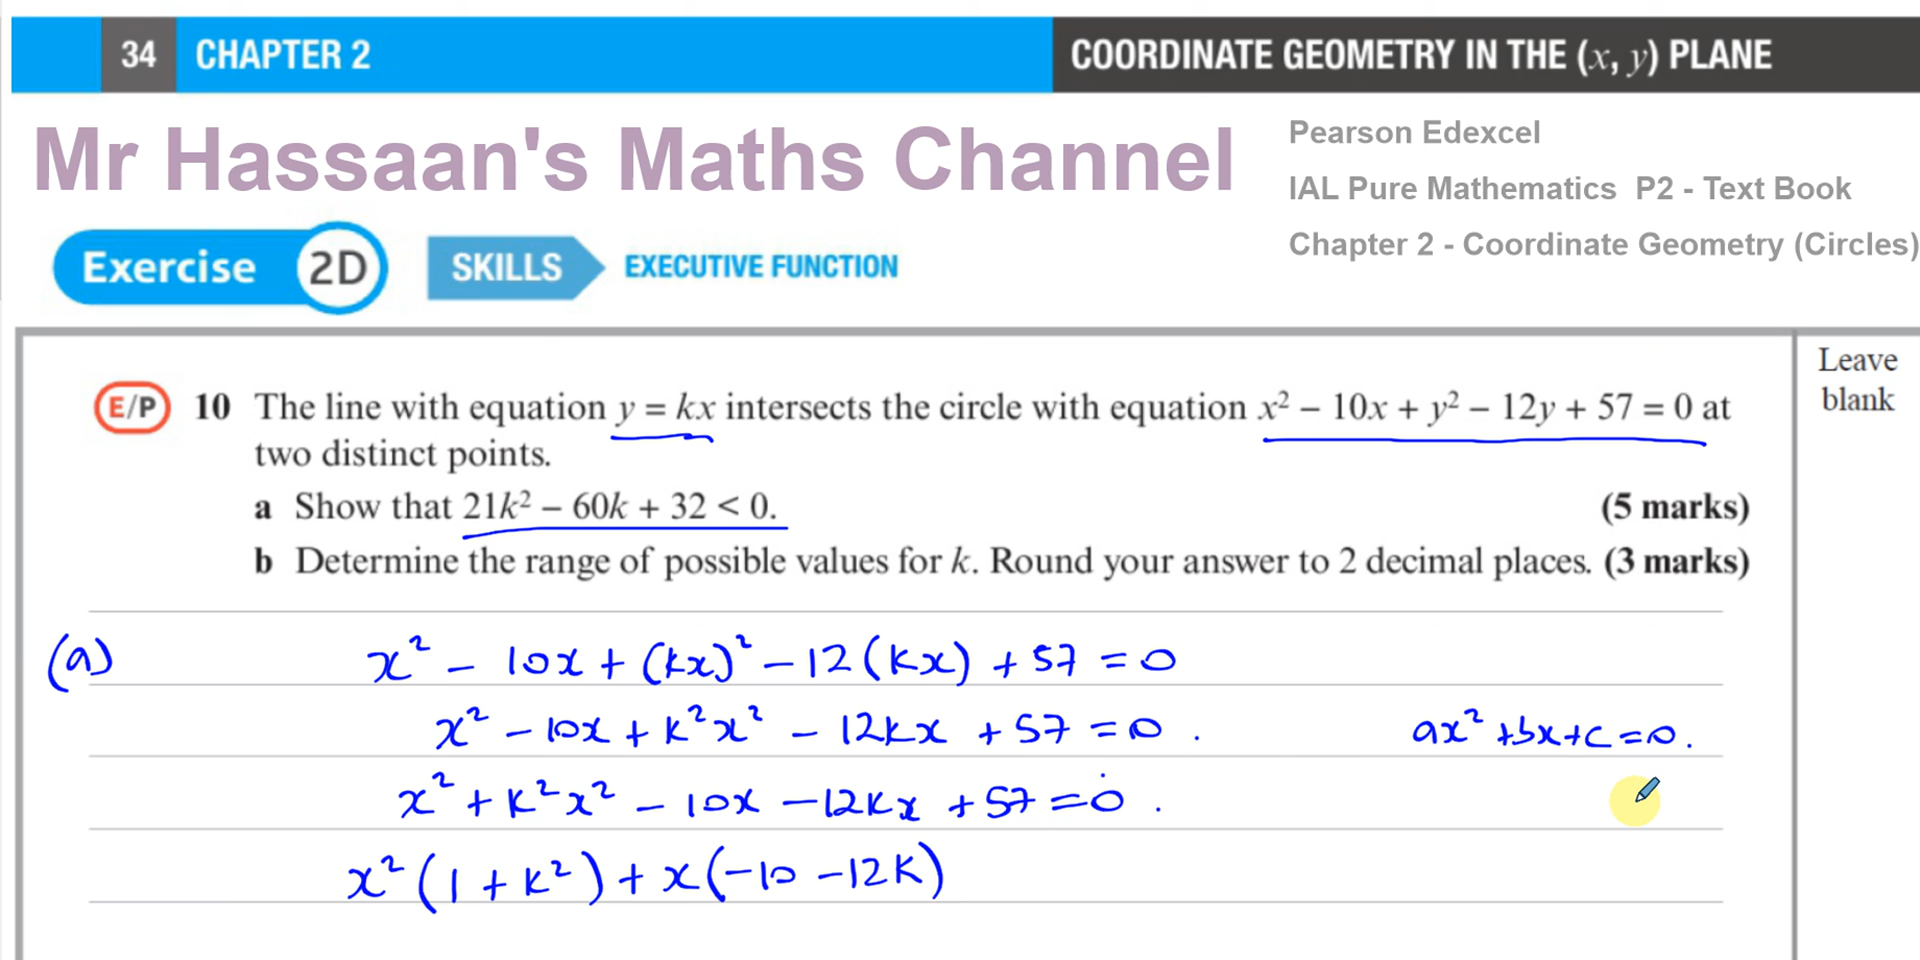 34 CHAPTER 2 COORDINATE GEOMETRY IN THE (x, y) PLANE
Mr Hassaan's Maths Channel
Pearson Edexcel
IAL Pure Mathematics P2 - Text Book
Chapter 2 - Coordinate Geometry (Circles)
Exercise 2D SKILLS EXECUTIVE FUNCTION
Leave
blank
E/P 10 The line with equation y = kx intersects the circle with equation x² − 10x + y² − 12y + 57 = 0 at
two distinct points.
a Show that 21k² − 60k + 32 < 0. (5 marks)
b Determine the range of possible values for k. Round your answer to 2 decimal places. (3 marks)
(a) x² − 10x + (kx)² − 12(kx) + 57 = 0
x² − 10x + k²x² − 12kx + 57 = 0 .
ax² + bx + c = 0.
x² + k²x² − 10x − 12kx + 57 = 0 .
x²(1 + k²) + x(−10 − 12k)